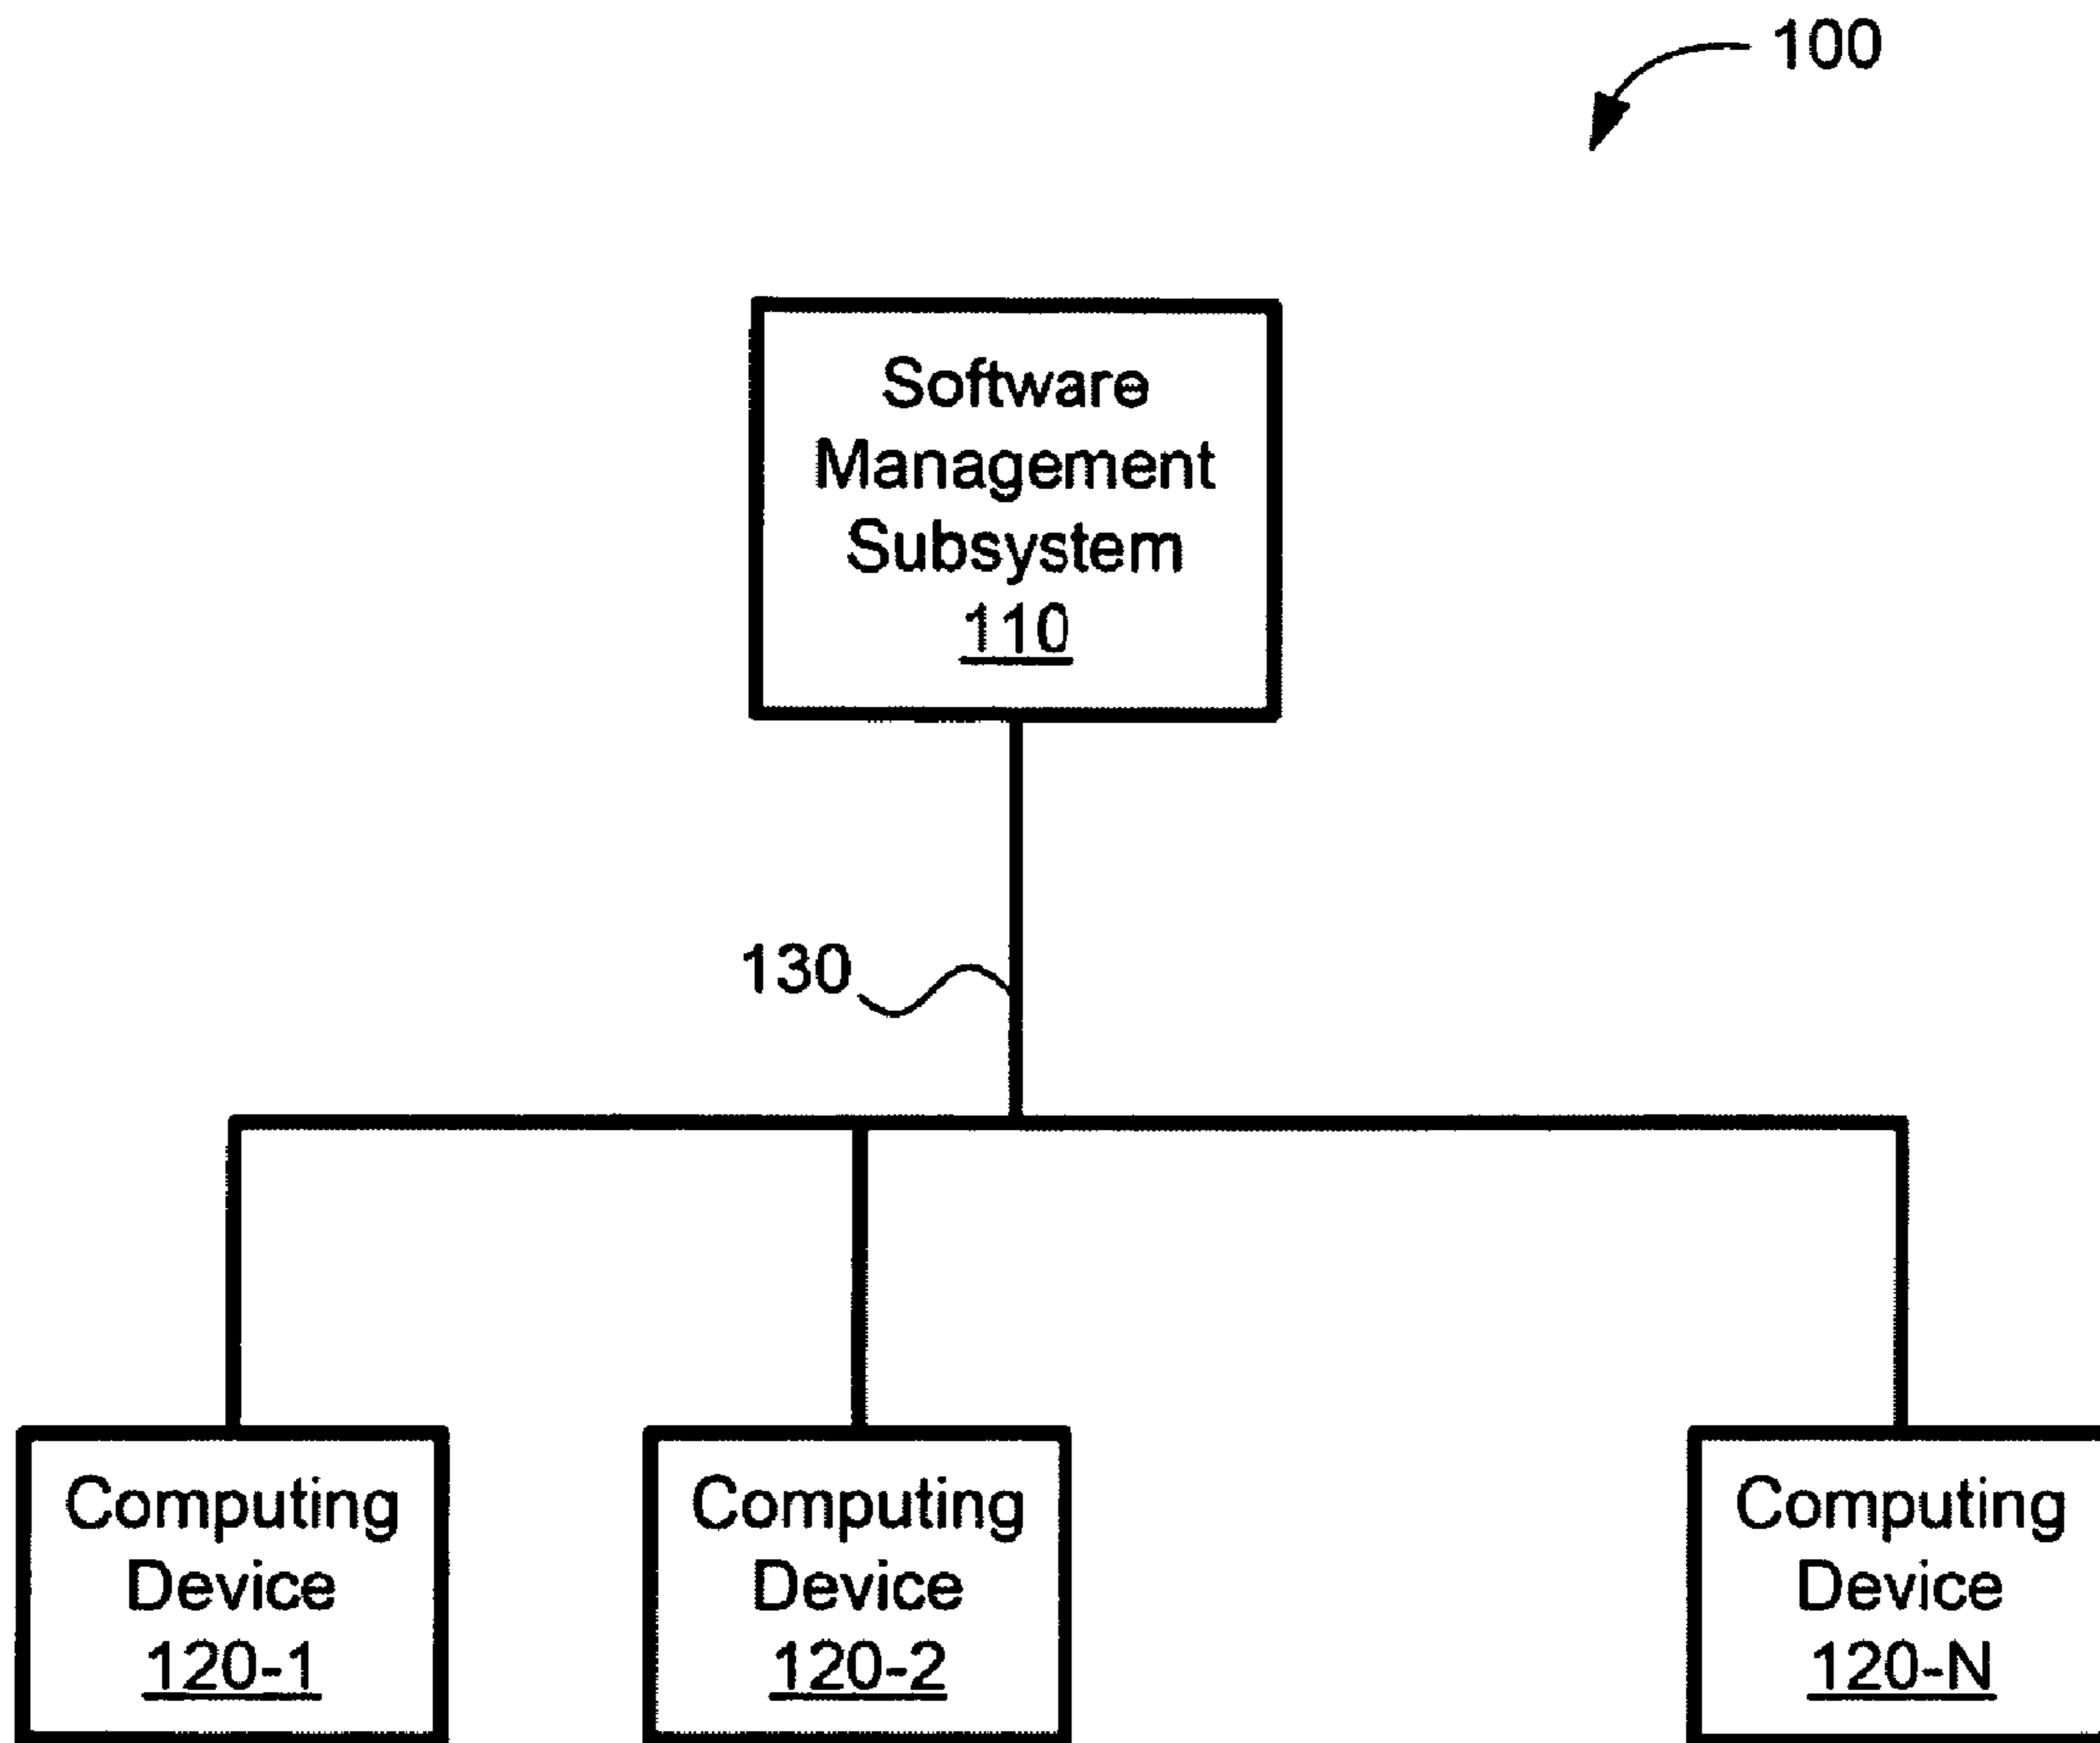 100
Software
Management
Subsystem
110
130
Computing
Device
120-1
Computing
Device
120-2
Computing
Device
120-N